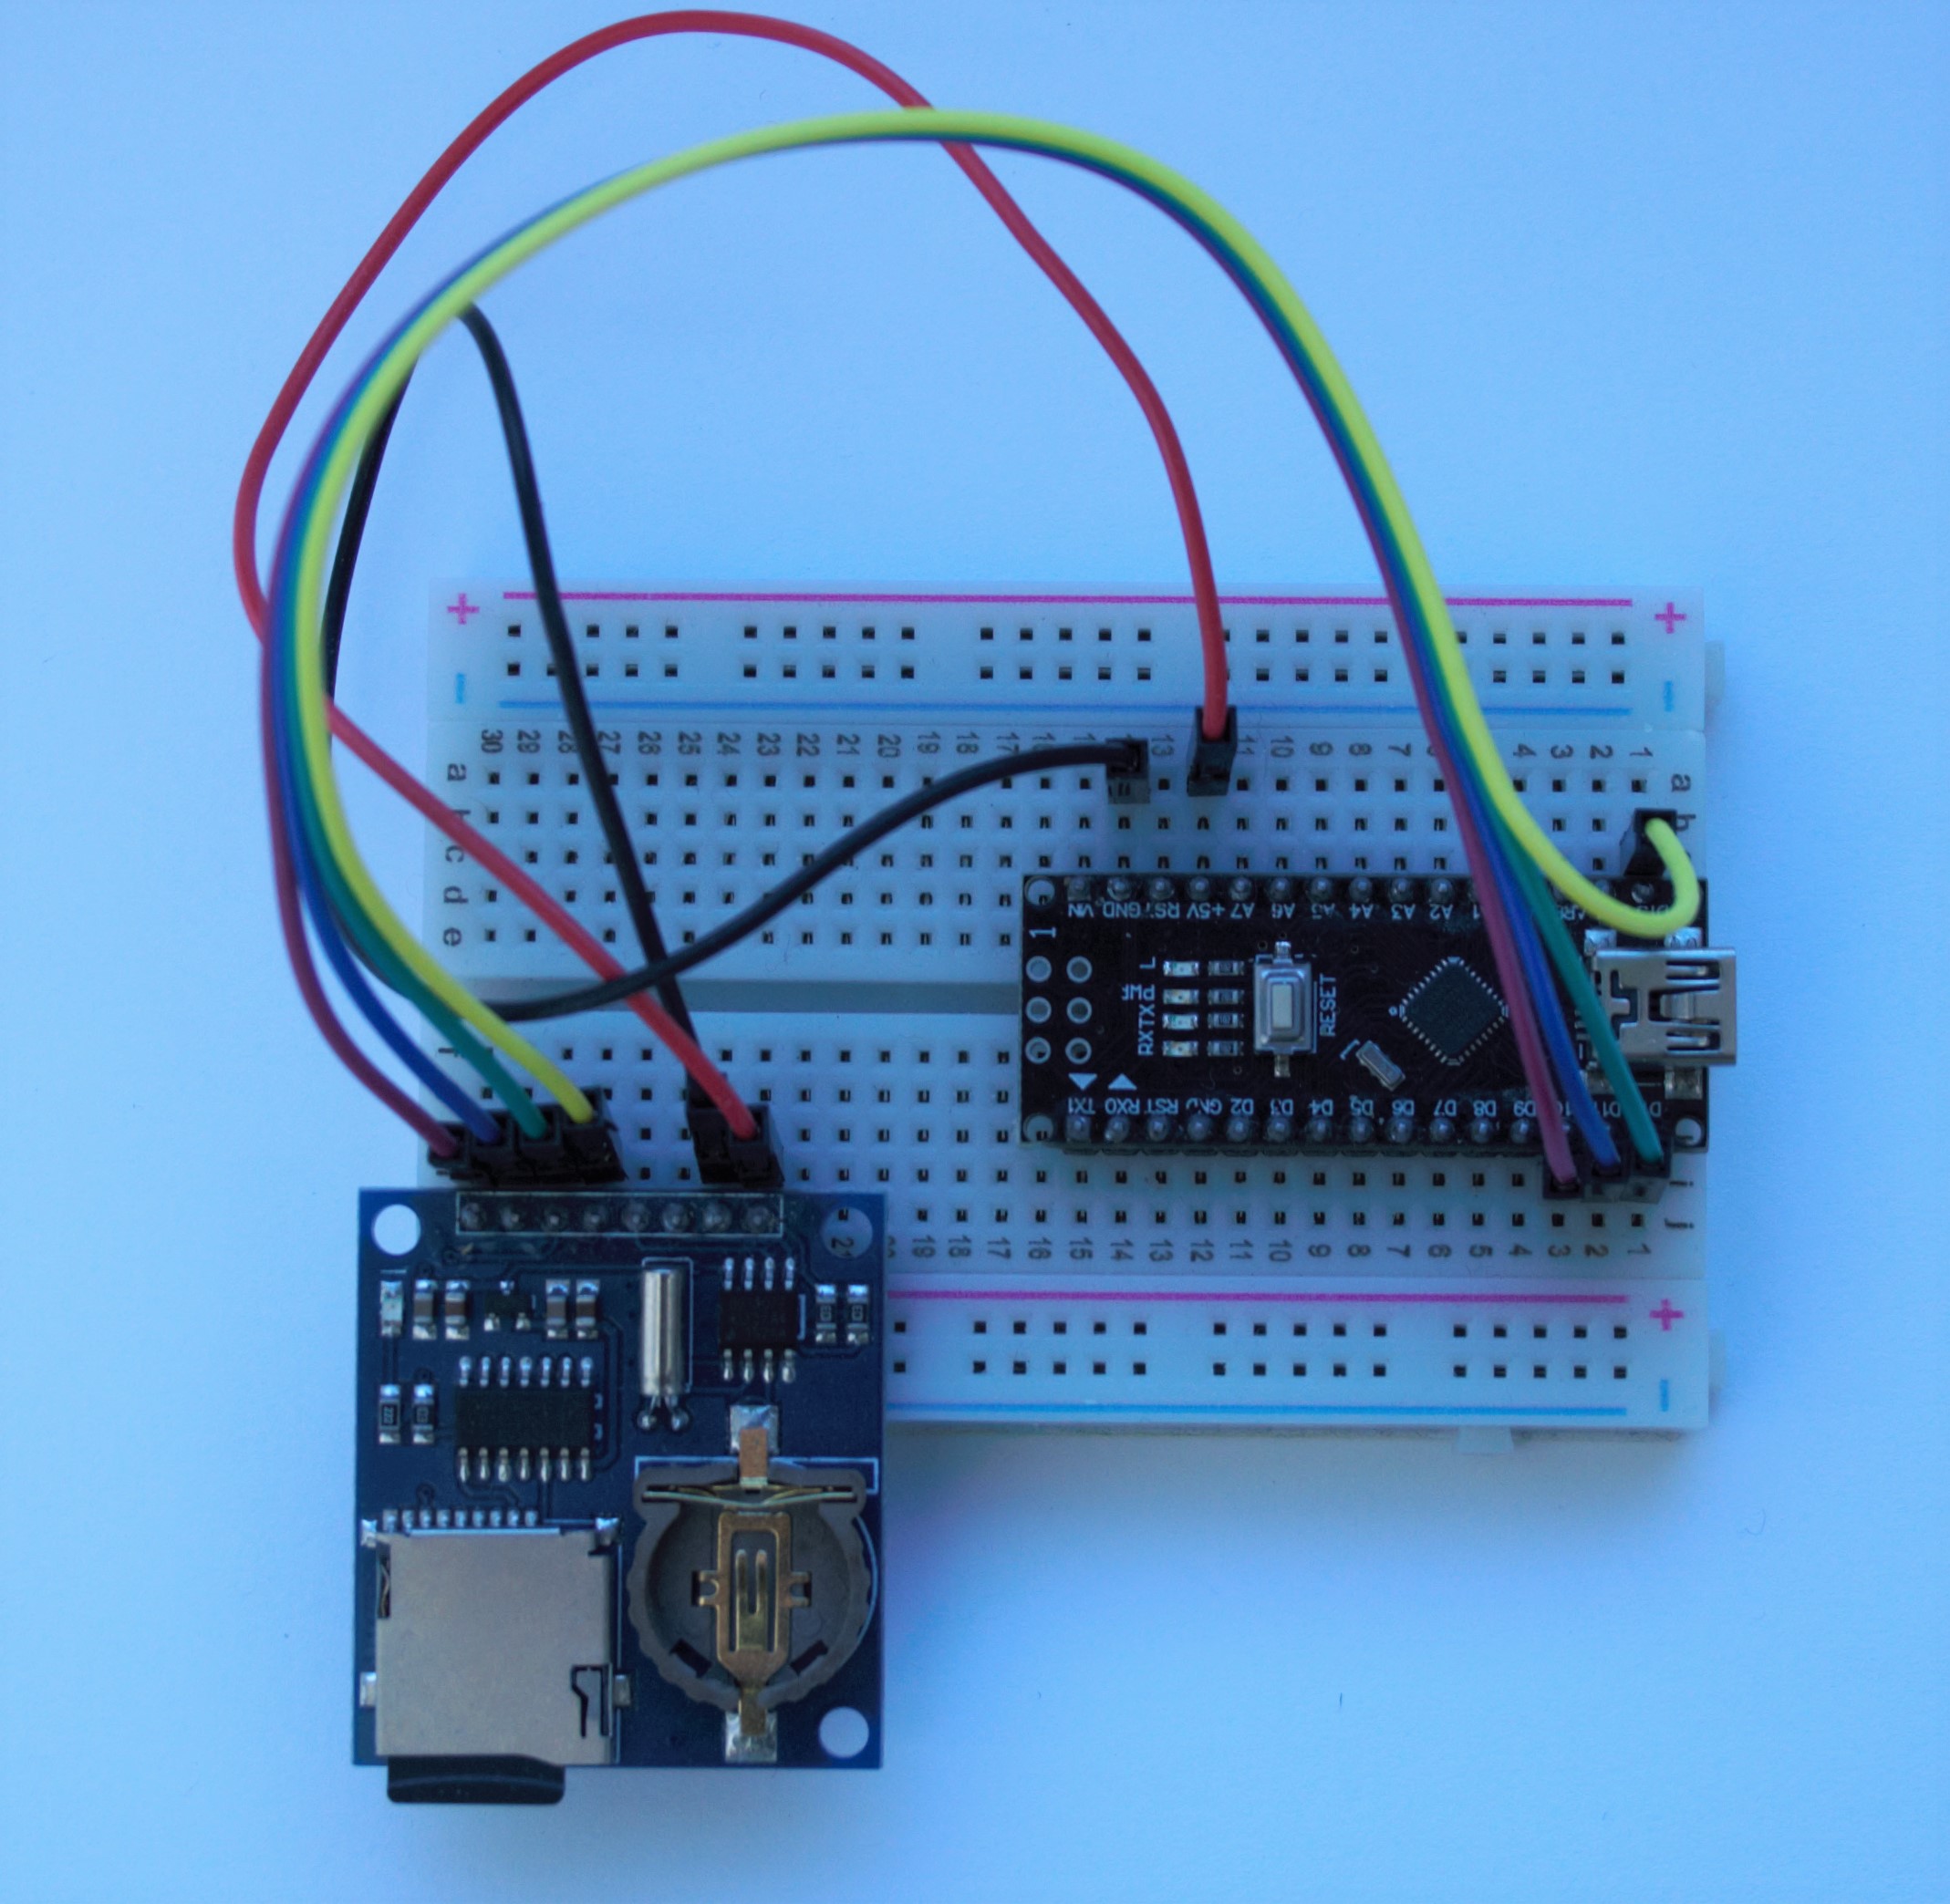 + +
- -
30 29 28 27 26 25 24 23 22 21 20 19 18 17 13 11 10 9 8 7 4 3 2 1
a a
c
d
e
VN GND RST +5V A7 A6 A4 A3 A2
1
L
RX TX
RESET
TX1 RX0 RST GND D2 D3 D4 D5 D6 D7 D8 D9
f
j
21 19 18 17 16 15 14 13 12 11 10 9 8 7 6 5 4 3 2 1
+
-